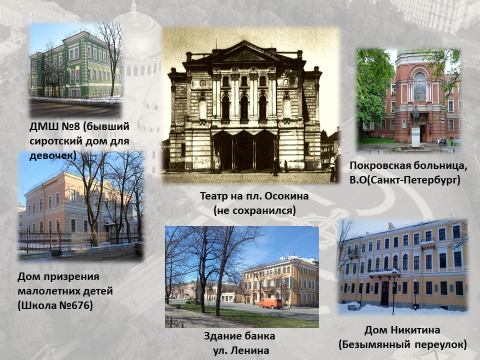 ДМШ №8 (бывший
сиротский дом для
девочек)
Театр на пл. Осокина
(не сохранился)
Покровская больница,
В.О(Санкт-Петербург)
Дом призрения
малолетних детей
(Школа №676)
Здание банка
ул. Ленина
Дом Никитина
(Безымянный переулок)